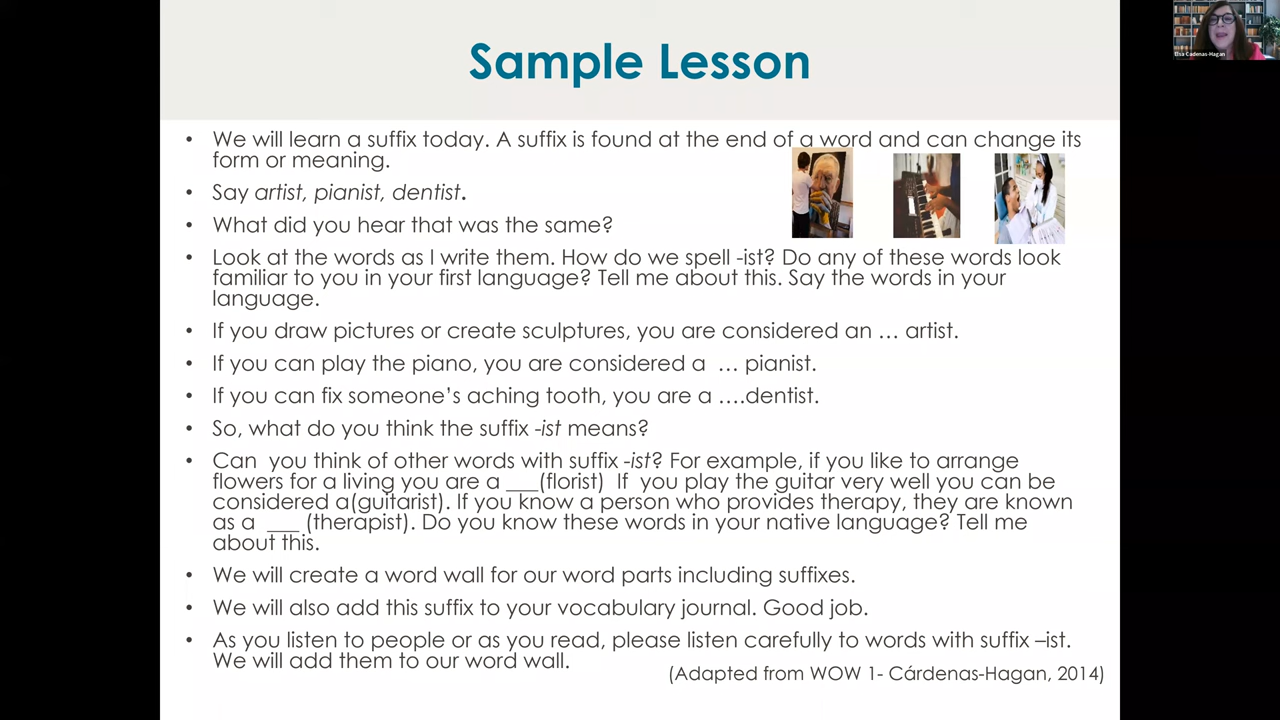 Sample Lesson
Elsa Cadenas-Hagan
• We will learn a suffix today. A suffix is found at the end of a word and can change its
form or meaning.
• Say artist, pianist, dentist.
• What did you hear that was the same?
• Look at the words as I write them. How do we spell -ist? Do any of these words look
familiar to you in your first language? Tell me about this. Say the words in your
language.
• If you draw pictures or create sculptures, you are considered an … artist.
• If you can play the piano, you are considered a … pianist.
• If you can fix someone’s aching tooth, you are a ….dentist.
• So, what do you think the suffix -ist means?
• Can you think of other words with suffix -ist? For example, if you like to arrange
flowers for a living you are a ___(florist) If you play the guitar very well you can be
considered a(guitarist). If you know a person who provides therapy, they are known
as a ___ (therapist). Do you know these words in your native language? Tell me
about this.
• We will create a word wall for our word parts including suffixes.
• We will also add this suffix to your vocabulary journal. Good job.
• As you listen to people or as you read, please listen carefully to words with suffix –ist.
We will add them to our word wall.
(Adapted from WOW 1- Cárdenas-Hagan, 2014)